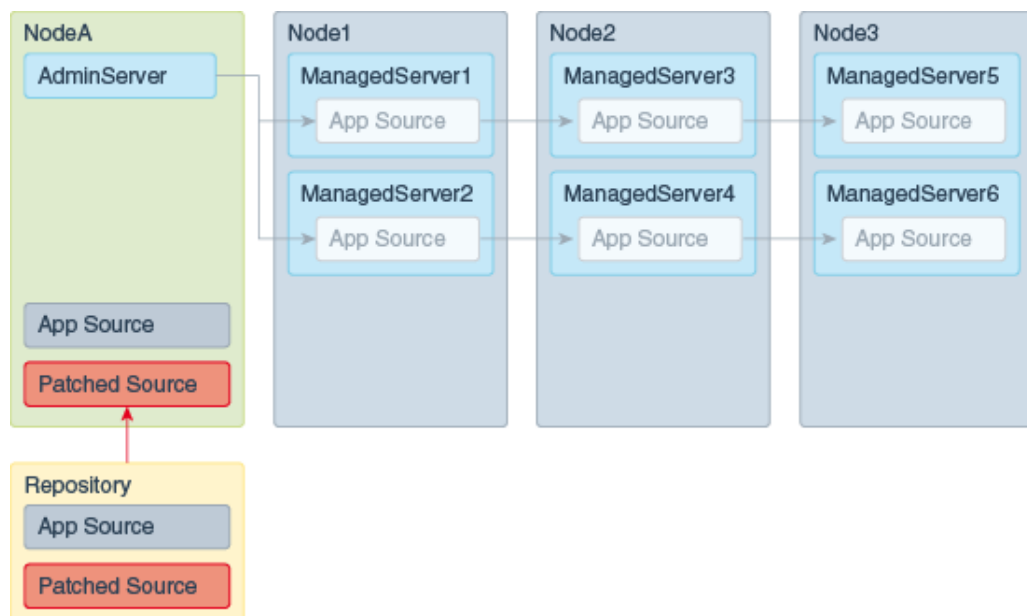 NodeA
AdminServer
App Source
Patched Source
Repository
App Source
Patched Source
Node1
ManagedServer1
App Source
ManagedServer2
App Source
Node2
ManagedServer3
App Source
ManagedServer4
App Source
Node3
ManagedServer5
App Source
ManagedServer6
App Source